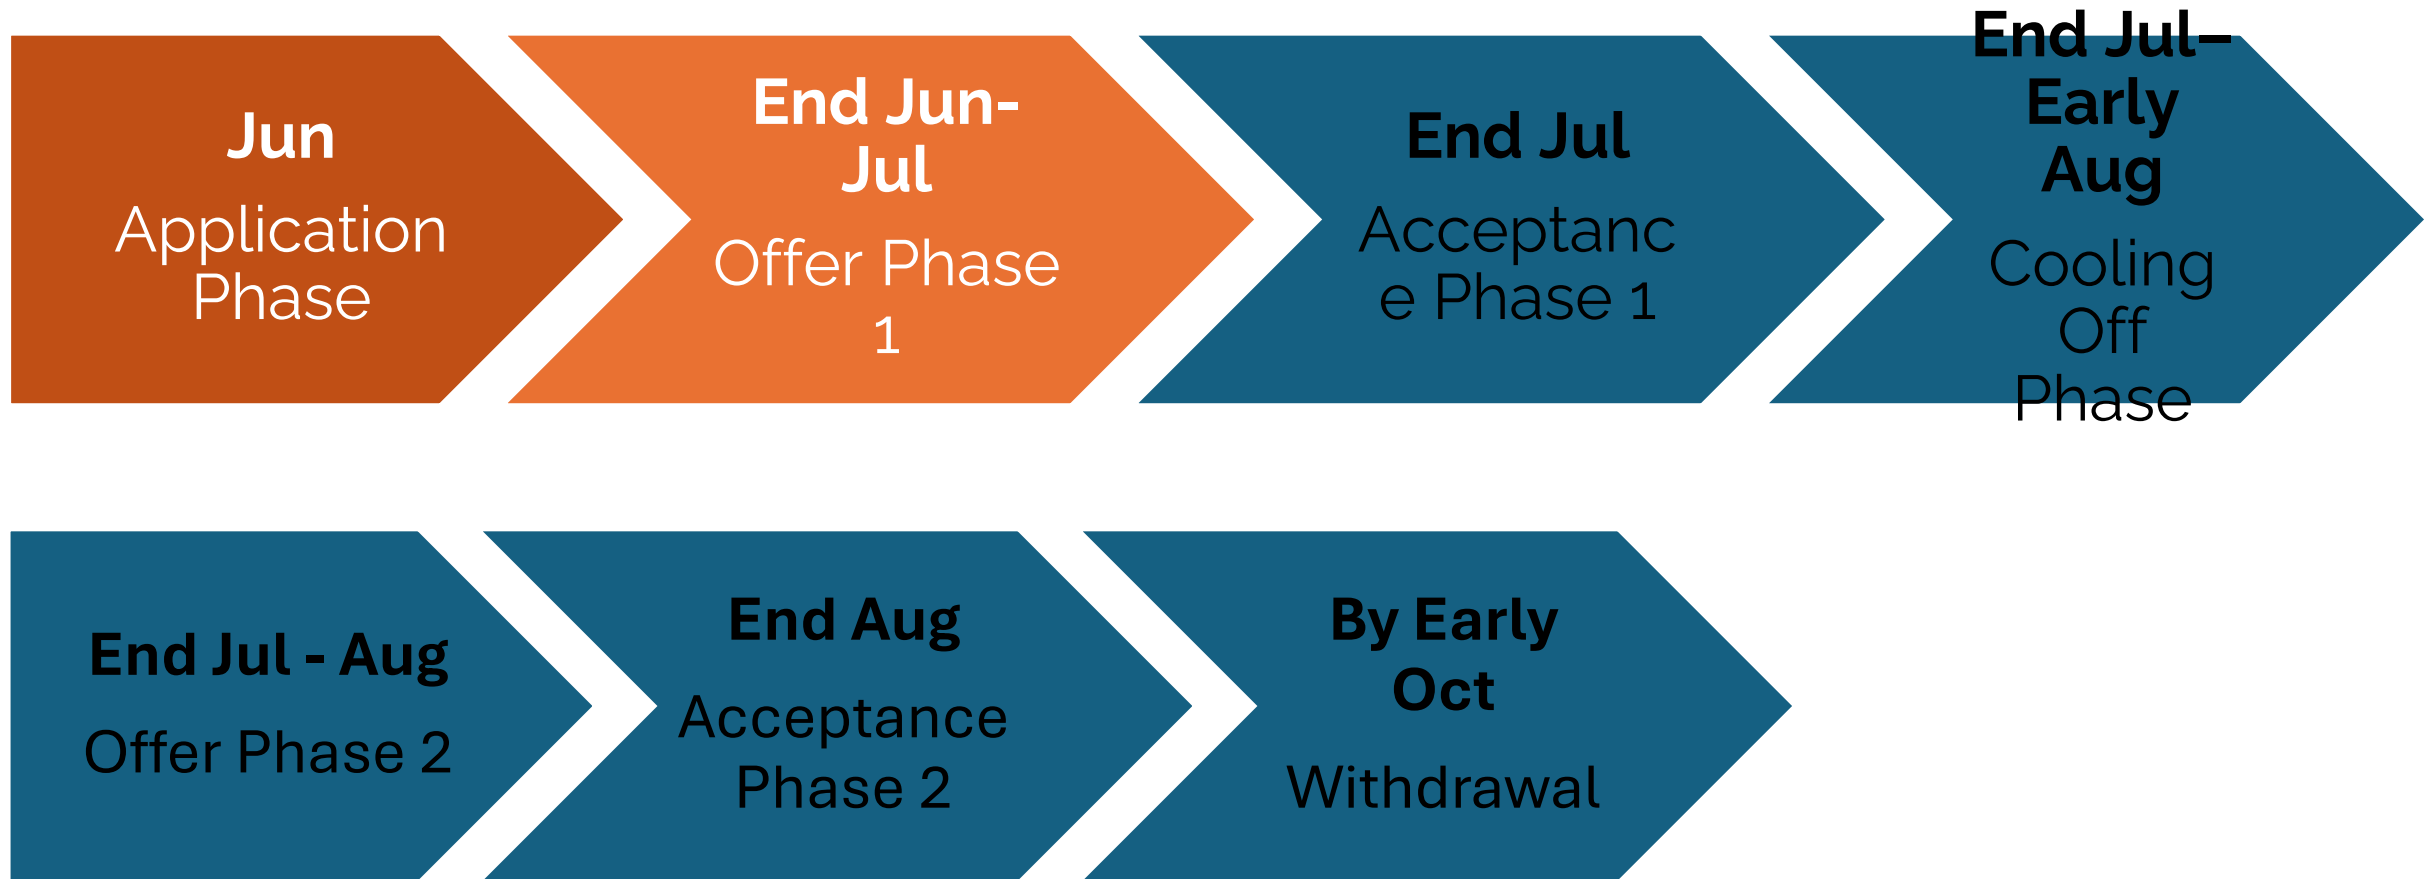 Jun
Application
Phase
End Jun-
Jul
Offer Phase
1
End Jul
Acceptanc
e Phase 1
End Jul–
Early
Aug
Cooling
Off
Phase
End Jul - Aug
Offer Phase 2
End Aug
Acceptance
Phase 2
By Early
Oct
Withdrawal